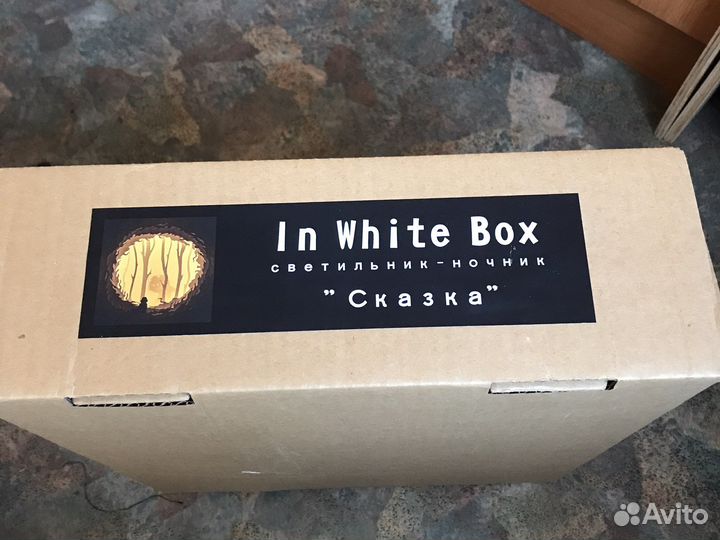 In White Box
светильник-ночник
"Сказка"
Avito